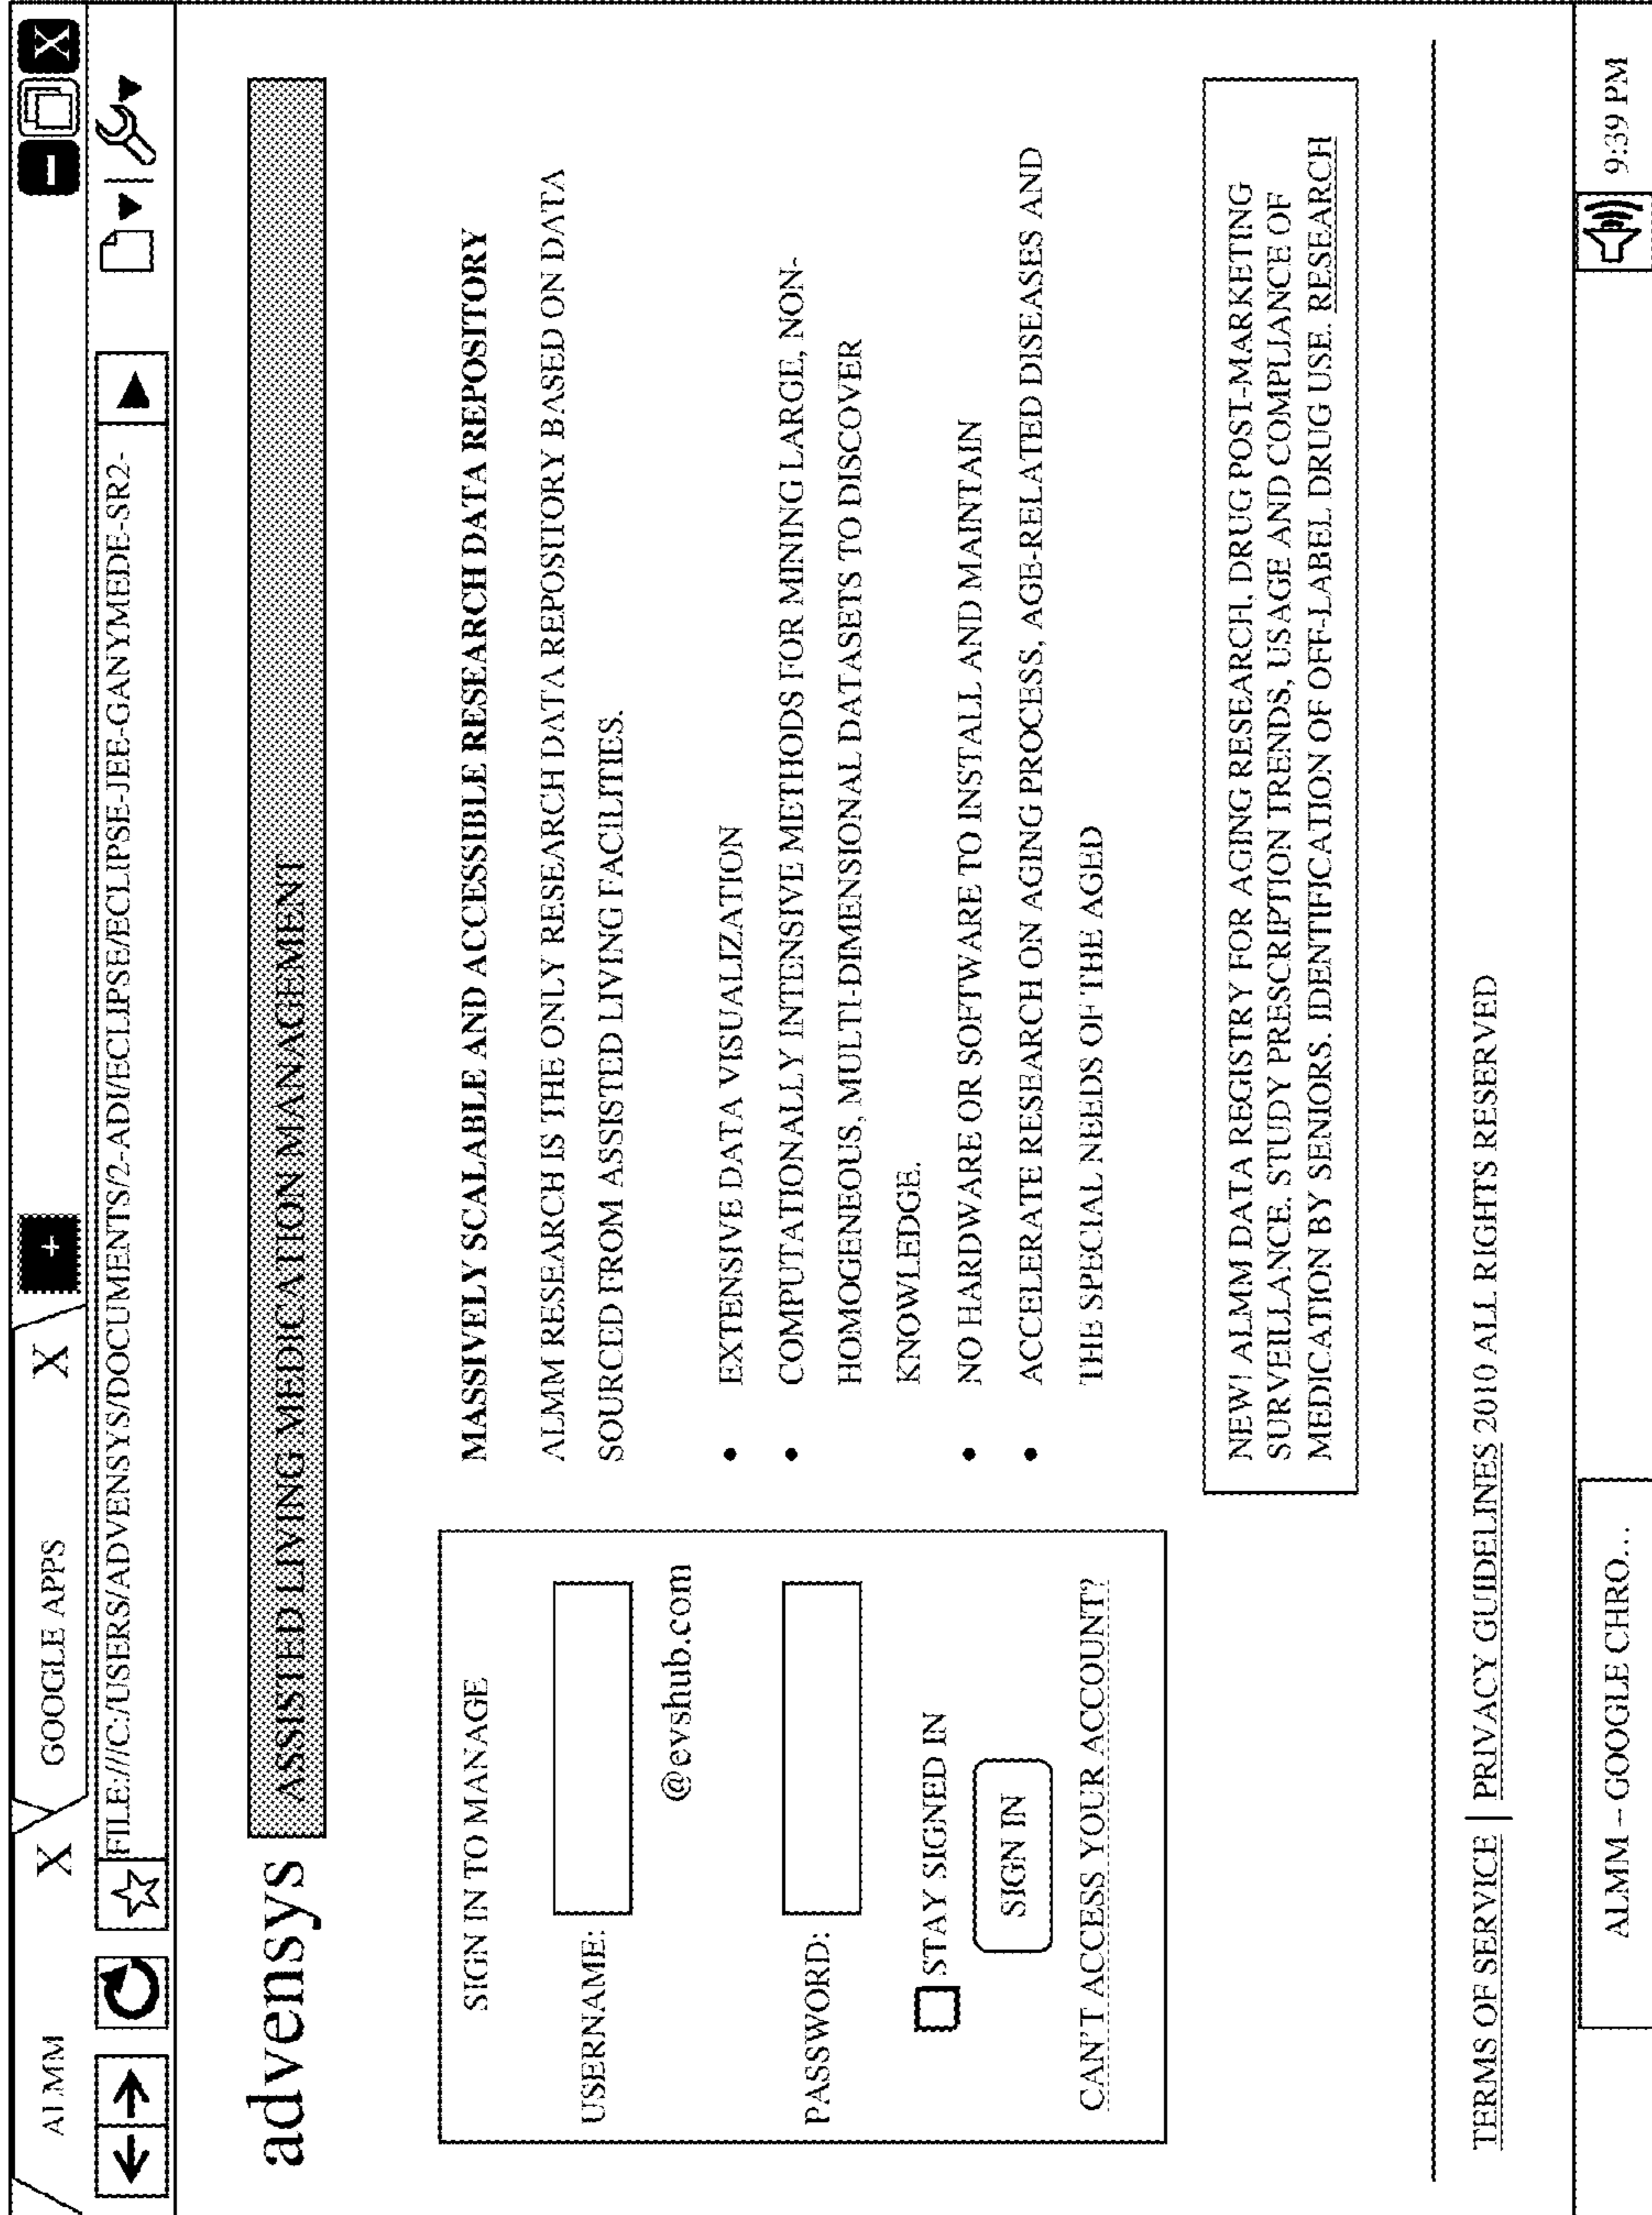 ALMM X GOOGLE APPS X + – X
FILE:///C:/USERS/ADVENSYS/DOCUMENTS/2-ADI/ECLIPSE/ECLIPSE-JEE-GANYMEDE-SR2-
advensys ASSISTED LIVING MEDICATION MANAGEMENT
SIGN IN TO MANAGE
USERNAME:
@evshub.com
PASSWORD:
STAY SIGNED IN
SIGN IN
CAN'T ACCESS YOUR ACCOUNT?
MASSIVELY SCALABLE AND ACCESSIBLE RESEARCH DATA REPOSITORY
ALMM RESEARCH IS THE ONLY RESEARCH DATA REPOSITORY BASED ON DATA
SOURCED FROM ASSISTED LIVING FACILITIES.
• EXTENSIVE DATA VISUALIZATION
• COMPUTATIONALLY INTENSIVE METHODS FOR MINING LARGE, NON-
HOMOGENEOUS, MULTI-DIMENSIONAL DATASETS TO DISCOVER
KNOWLEDGE.
• NO HARDWARE OR SOFTWARE TO INSTALL AND MAINTAIN
• ACCELERATE RESEARCH ON AGING PROCESS, AGE-RELATED DISEASES AND
THE SPECIAL NEEDS OF THE AGED
NEW! ALMM DATA REGISTRY FOR AGING RESEARCH, DRUG POST-MARKETING
SURVEILLANCE. STUDY PRESCRIPTION TRENDS, USAGE AND COMPLIANCE OF
MEDICATION BY SENIORS. IDENTIFICATION OF OFF-LABEL DRUG USE. RESEARCH
TERMS OF SERVICE | PRIVACY GUIDELINES 2010 ALL RIGHTS RESERVED
ALMM – GOOGLE CHRO... 9:39 PM